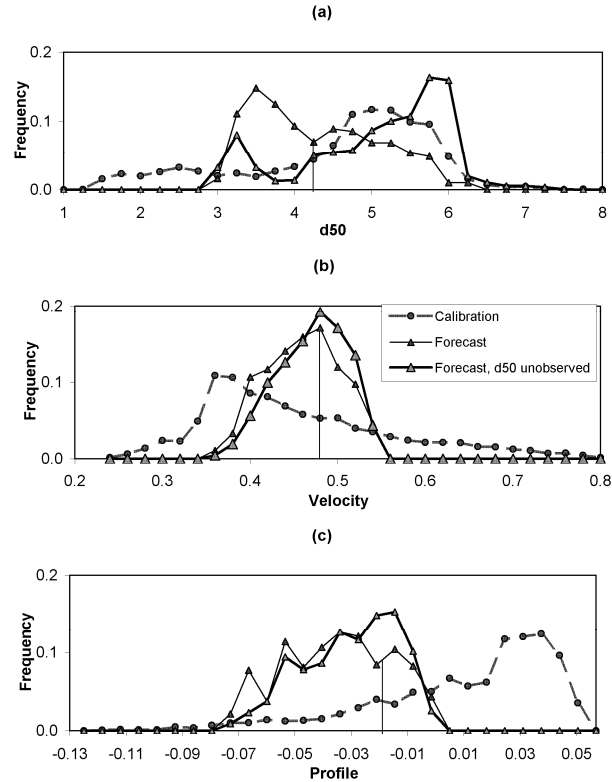 (a)
0.2
0.1
0.0
Frequency
1 2 3 4 5 6 7 8
d50
(b)
0.2
0.1
0.0
Frequency
Calibration
Forecast
Forecast, d50 unobserved
0.2 0.3 0.4 0.5 0.6 0.7 0.8
Velocity
(c)
0.2
0.1
0.0
Frequency
-0.13 -0.11 -0.09 -0.07 -0.05 -0.03 -0.01 0.01 0.03 0.05
Profile